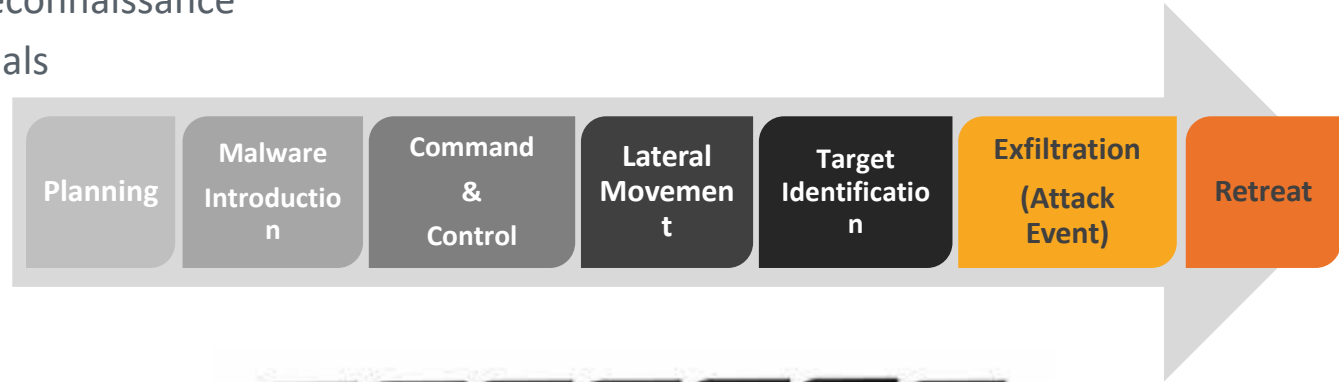 econnaissance
als
Planning
Malware
Introductio
n
Command
&
Control
Lateral
Movemen
t
Target
Identificatio
n
Exfiltration
(Attack
Event)
Retreat